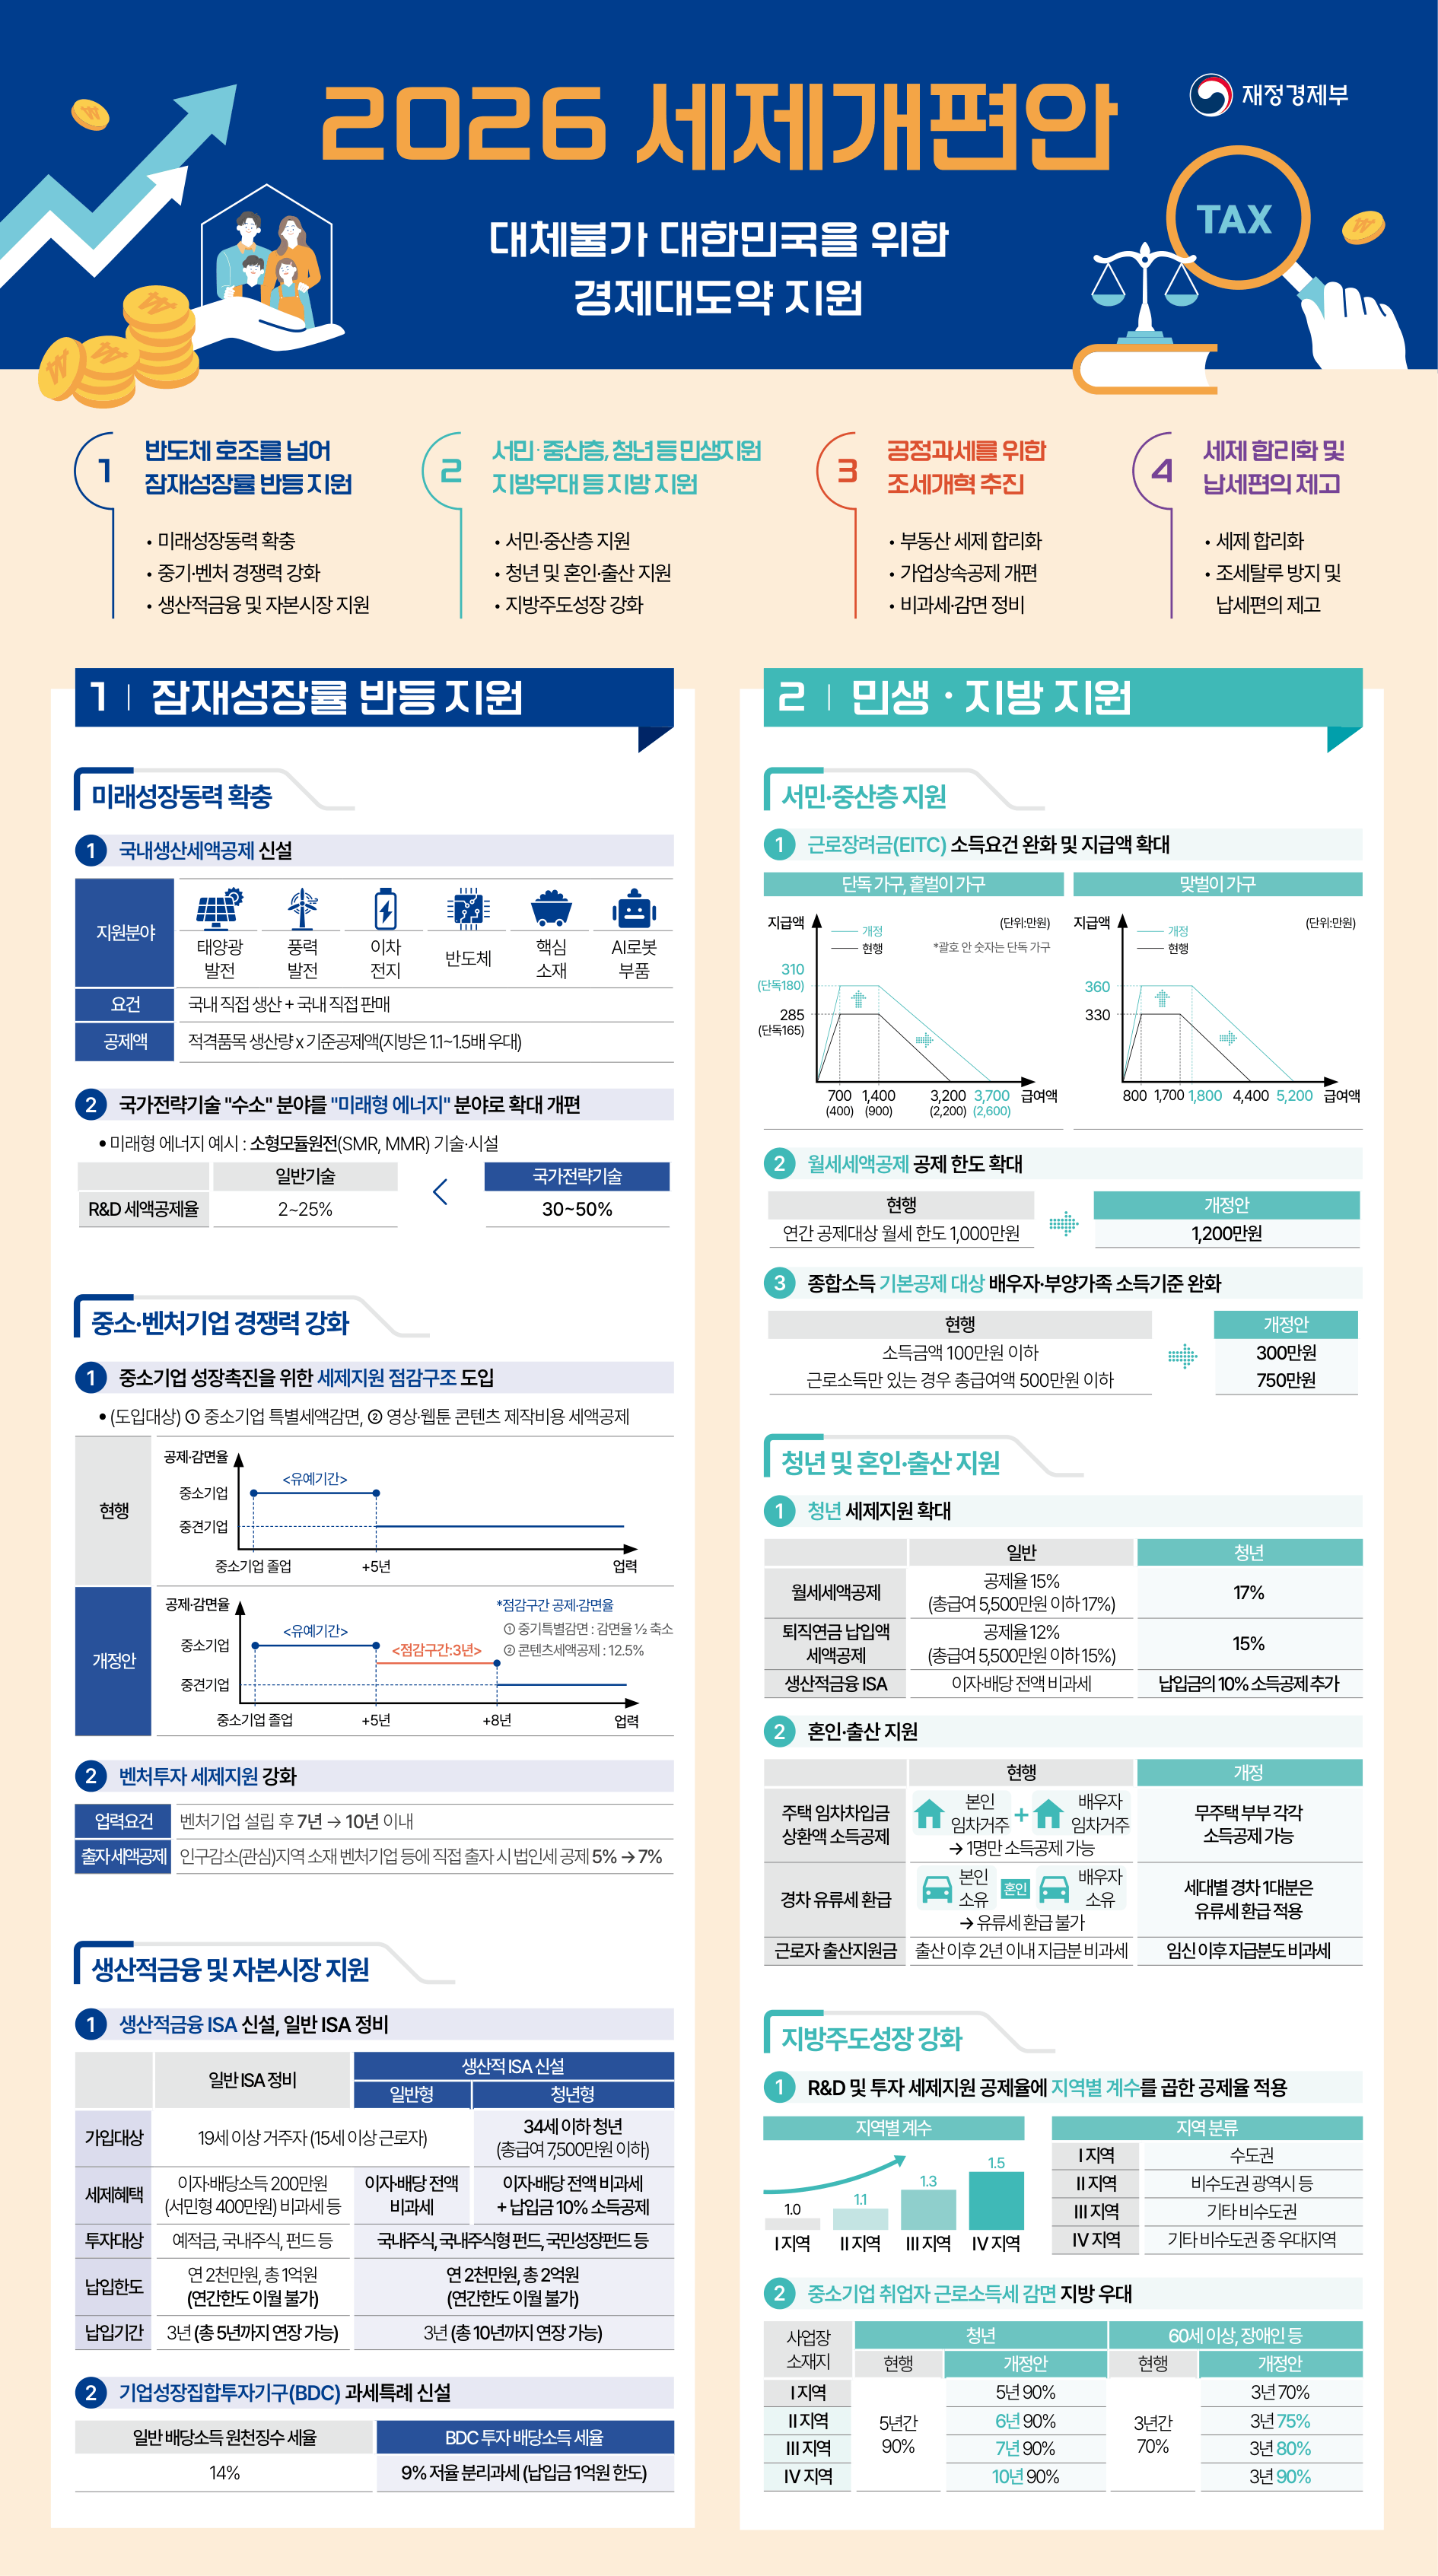 2026 세제개편안
재정경제부
TAX
대체불가 대한민국을 위한
경제대도약 지원
1
반도체 호조를 넘어
잠재성장률 반등 지원
• 미래성장동력 확충
• 중기·벤처 경쟁력 강화
• 생산적금융 및 자본시장 지원
2
서민·중산층, 청년 등 민생지원
지방우대 등 지방 지원
• 서민·중산층 지원
• 청년 및 혼인·출산 지원
• 지방주도성장 강화
3
공정과세를 위한
조세개혁 추진
• 부동산 세제 합리화
• 가업상속공제 개편
• 비과세·감면 정비
4
세제 합리화 및
납세편의 제고
• 세제 합리화
• 조세탈루 방지 및
납세편의 제고
1 | 잠재성장률 반등 지원
미래성장동력 확충
1 국내생산세액공제 신설
지원분야
태양광 발전
풍력 발전
이차 전지
반도체
핵심 소재
AI로봇 부품
요건 국내 직접 생산 + 국내 직접 판매
공제액 적격품목 생산량 x 기준공제액(지방은 1.1~1.5배 우대)
2 국가전략기술 "수소" 분야를 "미래형 에너지" 분야로 확대 개편
• 미래형 에너지 예시 : 소형모듈원전(SMR, MMR) 기술·시설
일반기술 < 국가전략기술
R&D 세액공제율 2~25% 30~50%
중소·벤처기업 경쟁력 강화
1 중소기업 성장촉진을 위한 세제지원 점감구조 도입
• (도입대상) ① 중소기업 특별세액감면, ② 영상·웹툰 콘텐츠 제작비용 세액공제
현행
공제·감면율
<유예기간>
중소기업
중견기업
중소기업 졸업 +5년 업력
개정안
공제·감면율
*점감구간 공제·감면율
① 중기특별감면 : 감면율 ½ 축소
② 콘텐츠세액공제 : 12.5%
<유예기간>
중소기업
<점감구간:3년>
중견기업
중소기업 졸업 +5년 +8년 업력
2 벤처투자 세제지원 강화
업력요건 벤처기업 설립 후 7년 → 10년 이내
출자세액공제 인구감소(관심)지역 소재 벤처기업 등에 직접 출자 시 법인세 공제 5% → 7%
생산적금융 및 자본시장 지원
1 생산적금융 ISA 신설, 일반 ISA 정비
일반 ISA 정비 생산적 ISA 신설
일반형 청년형
가입대상 19세 이상 거주자 (15세 이상 근로자) 34세 이하 청년
(총급여 7,500만원 이하)
세제혜택 이자·배당소득 200만원
(서민형 400만원) 비과세 등
이자·배당 전액
비과세
이자·배당 전액 비과세
+ 납입금 10% 소득공제
투자대상 예적금, 국내주식, 펀드 등 국내주식, 국내주식형 펀드, 국민성장펀드 등
납입한도 연 2천만원, 총 1억원
(연간한도 이월 불가)
연 2천만원, 총 2억원
(연간한도 이월 불가)
납입기간 3년 (총 5년까지 연장 가능) 3년 (총 10년까지 연장 가능)
2 기업성장집합투자기구(BDC) 과세특례 신설
일반 배당소득 원천징수 세율 BDC 투자 배당소득 세율
14% 9% 저율 분리과세 (납입금 1억원 한도)
2 | 민생·지방 지원
서민·중산층 지원
1 근로장려금(EITC) 소득요건 완화 및 지급액 확대
단독 가구, 홑벌이 가구
지급액
개정
현행
(단위:만원)
*괄호 안 숫자는 단독 가구
310
(단독180)
285
(단독165)
700 1,400 3,200 3,700 급여액
(400) (900) (2,200) (2,600)
맞벌이 가구
지급액
개정
현행
(단위:만원)
360
330
800 1,700 1,800 4,400 5,200 급여액
2 월세세액공제 공제 한도 확대
현행 개정안
연간 공제대상 월세 한도 1,000만원 1,200만원
3 종합소득 기본공제 대상 배우자·부양가족 소득기준 완화
현행 개정안
소득금액 100만원 이하 300만원
근로소득만 있는 경우 총급여액 500만원 이하 750만원
청년 및 혼인·출산 지원
1 청년 세제지원 확대
일반 청년
월세세액공제 공제율 15%
(총급여 5,500만원 이하 17%)
17%
퇴직연금 납입액
세액공제
공제율 12%
(총급여 5,500만원 이하 15%)
15%
생산적금융 ISA 이자·배당 전액 비과세 납입금의 10% 소득공제 추가
2 혼인·출산 지원
현행 개정
주택 임차차입금
상환액 소득공제
본인
임차거주
+
배우자
임차거주
→ 1명만 소득공제 가능
무주택 부부 각각
소득공제 가능
경차 유류세 환급
본인
소유
혼인
배우자
소유
→ 유류세 환급 불가
세대별 경차 1대분은
유류세 환급 적용
근로자 출산지원금 출산 이후 2년 이내 지급분 비과세 임신 이후 지급분도 비과세
지방주도성장 강화
1 R&D 및 투자 세제지원 공제율에 지역별 계수를 곱한 공제율 적용
지역별 계수
1.0 1.1 1.3 1.5
I 지역 II 지역 III 지역 IV 지역
지역 분류
I 지역 수도권
II 지역 비수도권 광역시 등
III 지역 기타 비수도권
IV 지역 기타 비수도권 중 우대지역
2 중소기업 취업자 근로소득세 감면 지방 우대
사업장
소재지
청년 60세 이상, 장애인 등
현행 개정안 현행 개정안
I 지역 5년 90% 3년 70%
II 지역 6년 90% 3년 75%
5년간
90%
3년간
70%
III 지역 7년 90% 3년 80%
IV 지역 10년 90% 3년 90%